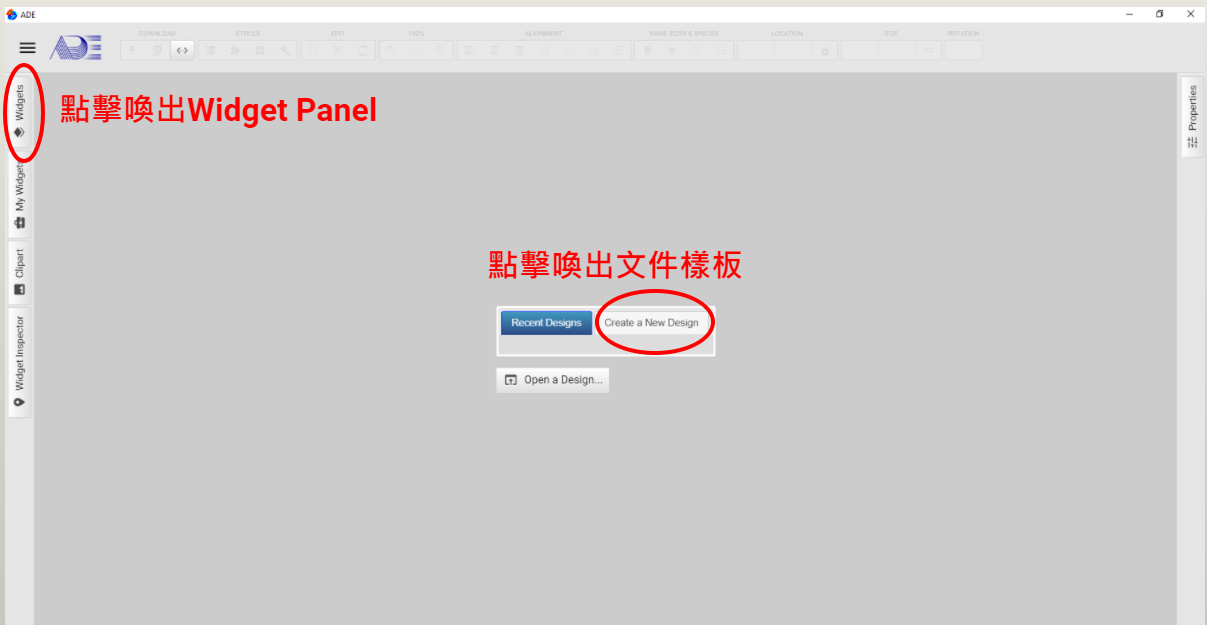 ADE
DOWNLOAD XTOOLS EDIT 100% ALIGNMENT SAME SIZES & SPACES LOCATION SIZE ROTATION
ADE
Widgets
My Widgets
Clipart
Widget Inspector
Properties
點擊喚出Widget Panel
點擊喚出文件樣板
Recent Designs Create a New Design
Open a Design...